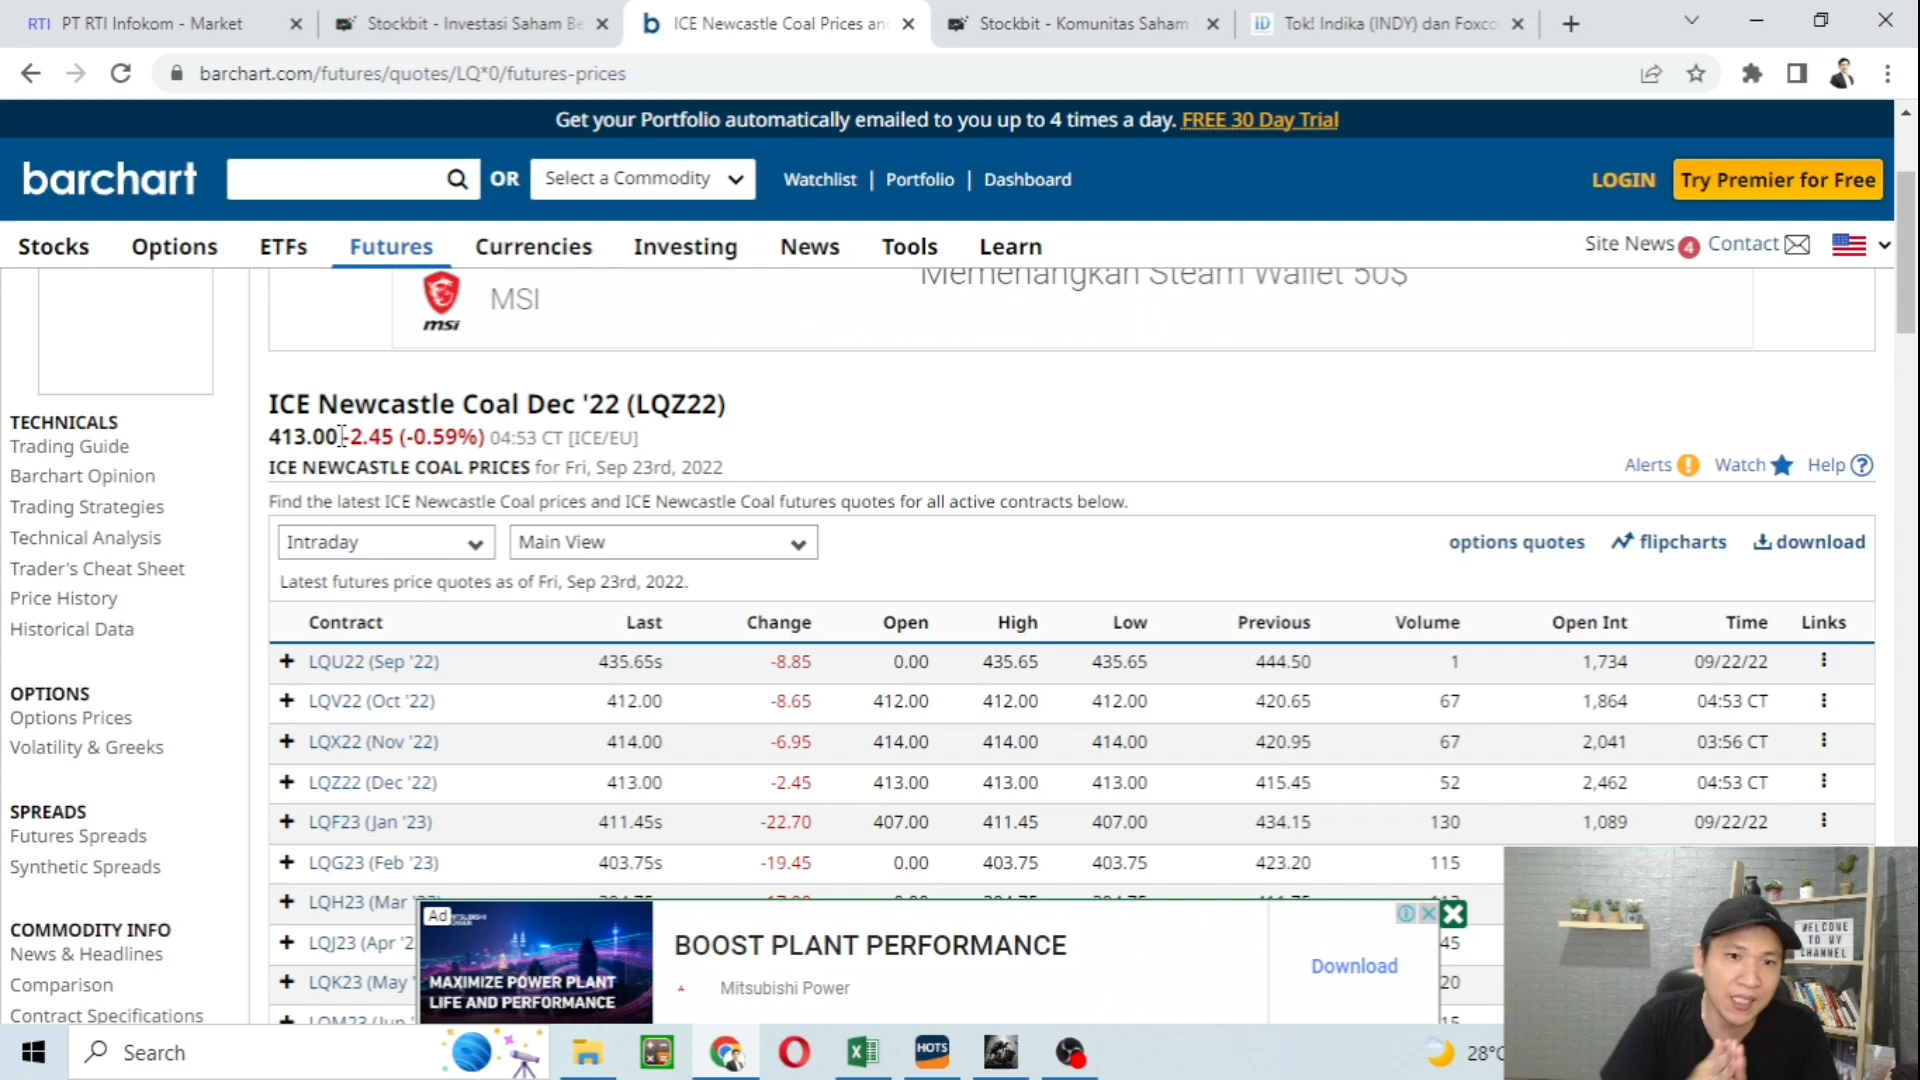 RTI PT RTI Infokom - Market
Stockbit - Investasi Saham Be
b ICE Newcastle Coal Prices an
Stockbit - Komunitas Saham
iD Tok! Indika (INDY) dan Foxco
barchart.com/futures/quotes/LQ*0/futures-prices
Get your Portfolio automatically emailed to you up to 4 times a day. FREE 30 Day Trial
barchart
OR
Select a Commodity
Watchlist | Portfolio | Dashboard
LOGIN
Try Premier for Free
Stocks Options ETFs Futures Currencies Investing News Tools Learn
Site News 4 Contact
Memenangkan Steam Wallet 50$
MSI
msi
ICE Newcastle Coal Dec '22 (LQZ22)
413.00 -2.45 (-0.59%) 04:53 CT [ICE/EU]
ICE NEWCASTLE COAL PRICES for Fri, Sep 23rd, 2022
Alerts ! Watch Help ?
Find the latest ICE Newcastle Coal prices and ICE Newcastle Coal futures quotes for all active contracts below.
Intraday
Main View
options quotes flipcharts download
Latest futures price quotes as of Fri, Sep 23rd, 2022.
Contract Last Change Open High Low Previous Volume Open Int Time Links
+ LQU22 (Sep '22) 435.65s -8.85 0.00 435.65 435.65 444.50 1 1,734 09/22/22
+ LQV22 (Oct '22) 412.00 -8.65 412.00 412.00 412.00 420.65 67 1,864 04:53 CT
+ LQX22 (Nov '22) 414.00 -6.95 414.00 414.00 414.00 420.95 67 2,041 03:56 CT
+ LQZ22 (Dec '22) 413.00 -2.45 413.00 413.00 413.00 415.45 52 2,462 04:53 CT
+ LQF23 (Jan '23) 411.45s -22.70 407.00 411.45 407.00 434.15 130 1,089 09/22/22
+ LQG23 (Feb '23) 403.75s -19.45 0.00 403.75 403.75 423.20 115
+ LQH23 (Mar
+ LQJ23 (Apr '2 45
+ LQK23 (May ' 20
TECHNICALS
Trading Guide
Barchart Opinion
Trading Strategies
Technical Analysis
Trader's Cheat Sheet
Price History
Historical Data
OPTIONS
Options Prices
Volatility & Greeks
SPREADS
Futures Spreads
Synthetic Spreads
COMMODITY INFO
News & Headlines
Comparison
Contract Specifications
Ad
MAXIMIZE POWER PLANT
LIFE AND PERFORMANCE
BOOST PLANT PERFORMANCE
Mitsubishi Power
Download
WELCOME
TO MY
CHANNEL
Search
HOTS
28°C